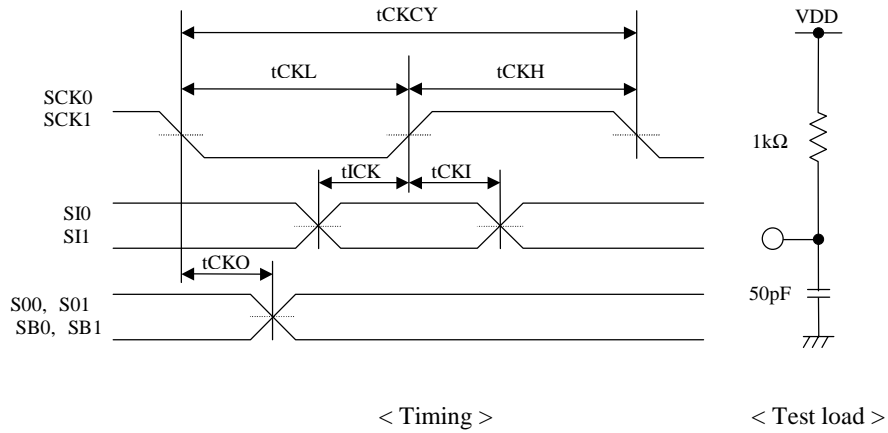 tCKCY
VDD
tCKL
tCKH
SCK0
SCK1
1kΩ
tICK
tCKI
SI0
SI1
tCKO
50pF
S00, S01
SB0, SB1
< Timing >
< Test load >